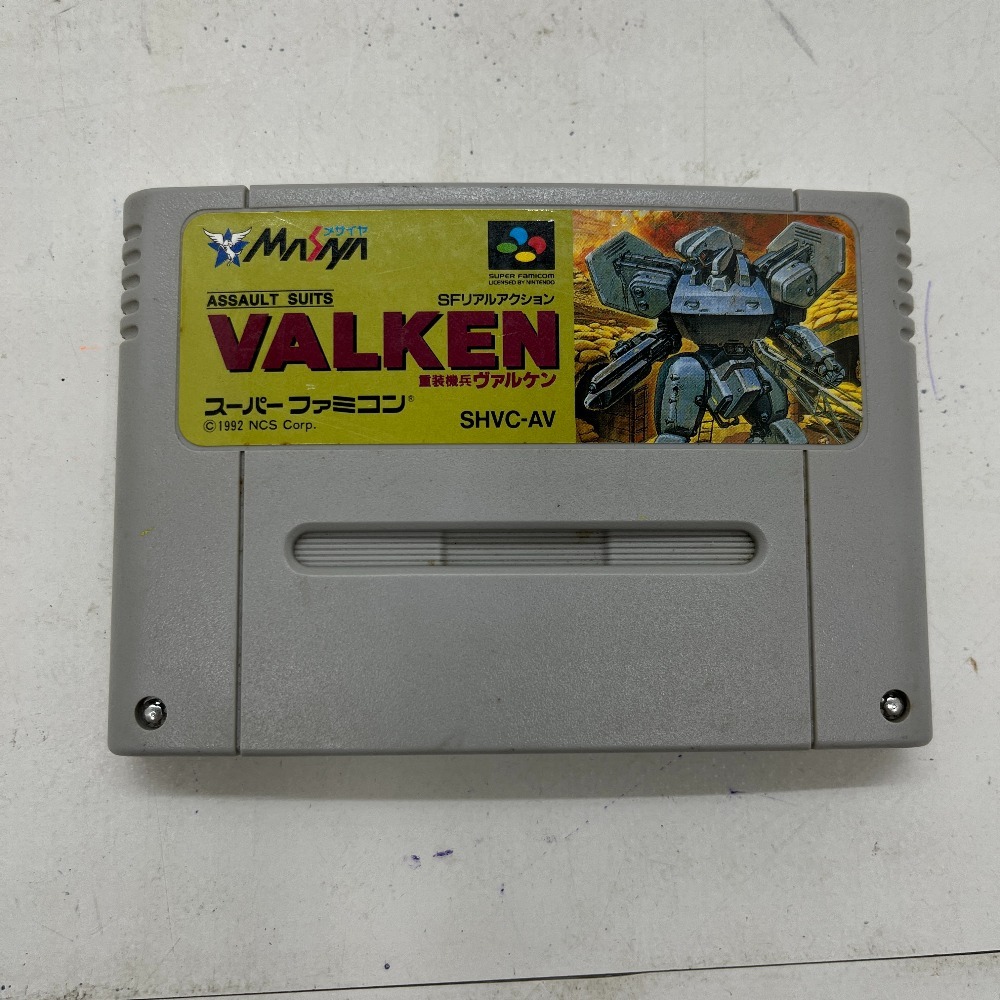 メサイヤ
MASAYA
SUPER FAMICOM
LICENSED BY NINTENDO
ASSAULT SUITS
SFリアルアクション
VALKEN
重装機兵ヴァルケン
スーパーファミコン®
©1992 NCS Corp.
SHVC-AV